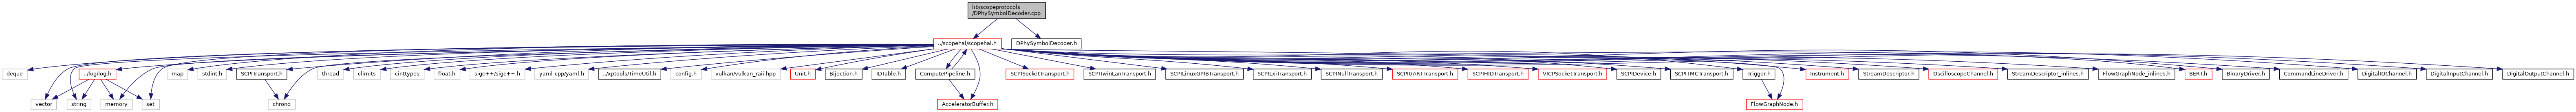 lib/scopeprotocols
/DPhySymbolDecoder.cpp
../scopehal/scopehal.h
DPhySymbolDecoder.h
deque
../log/log.h
map
stdint.h
SCPITransport.h
thread
climits
cinttypes
float.h
sigc++/sigc++.h
yaml-cpp/yaml.h
../xptools/TimeUtil.h
config.h
vulkan/vulkan_raii.hpp
Unit.h
Bijection.h
IDTable.h
ComputePipeline.h
SCPISocketTransport.h
SCPITwinLanTransport.h
SCPILinuxGPIBTransport.h
SCPILxiTransport.h
SCPINullTransport.h
SCPIUARTTransport.h
SCPIHIDTransport.h
VICPSocketTransport.h
SCPIDevice.h
SCPITMCTransport.h
Trigger.h
Instrument.h
StreamDescriptor.h
OscilloscopeChannel.h
StreamDescriptor_inlines.h
FlowGraphNode_inlines.h
BERT.h
BinaryDriver.h
CommandLineDriver.h
DigitalIOChannel.h
DigitalInputChannel.h
DigitalOutputChannel.h
vector
string
memory
set
chrono
AcceleratorBuffer.h
FlowGraphNode.h